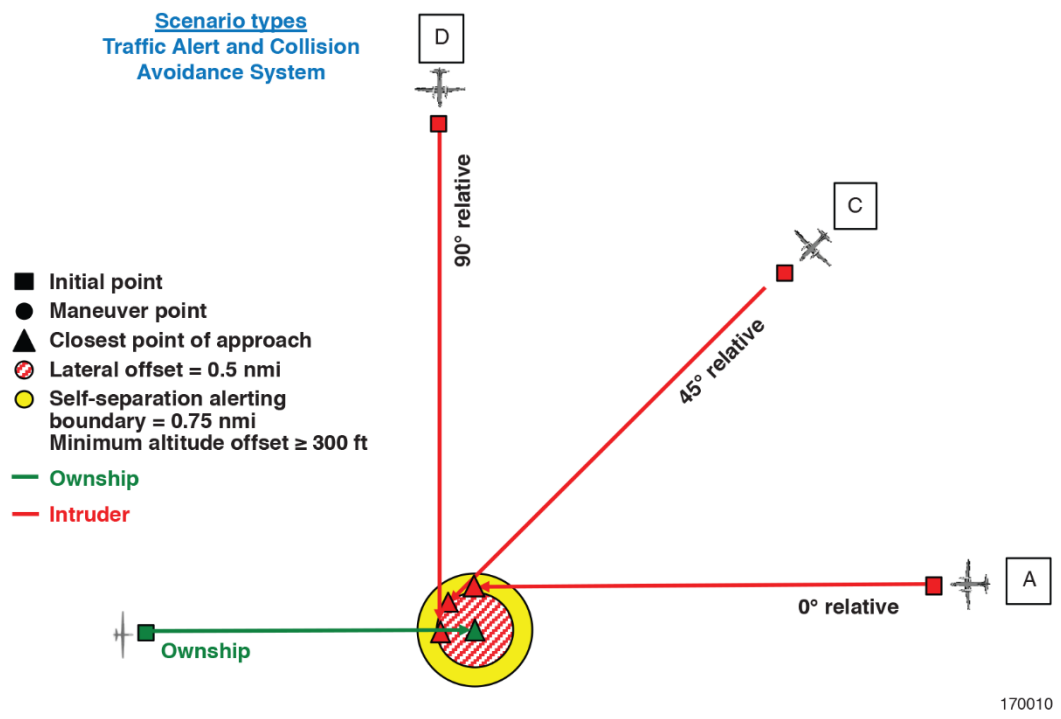 Scenario types
Traffic Alert and Collision
Avoidance System
D
C
90° relative
Initial point
Maneuver point
Closest point of approach
Lateral offset = 0.5 nmi
Self-separation alerting
boundary = 0.75 nmi
Minimum altitude offset ≥ 300 ft
Ownship
Intruder
45° relative
A
0° relative
Ownship
170010